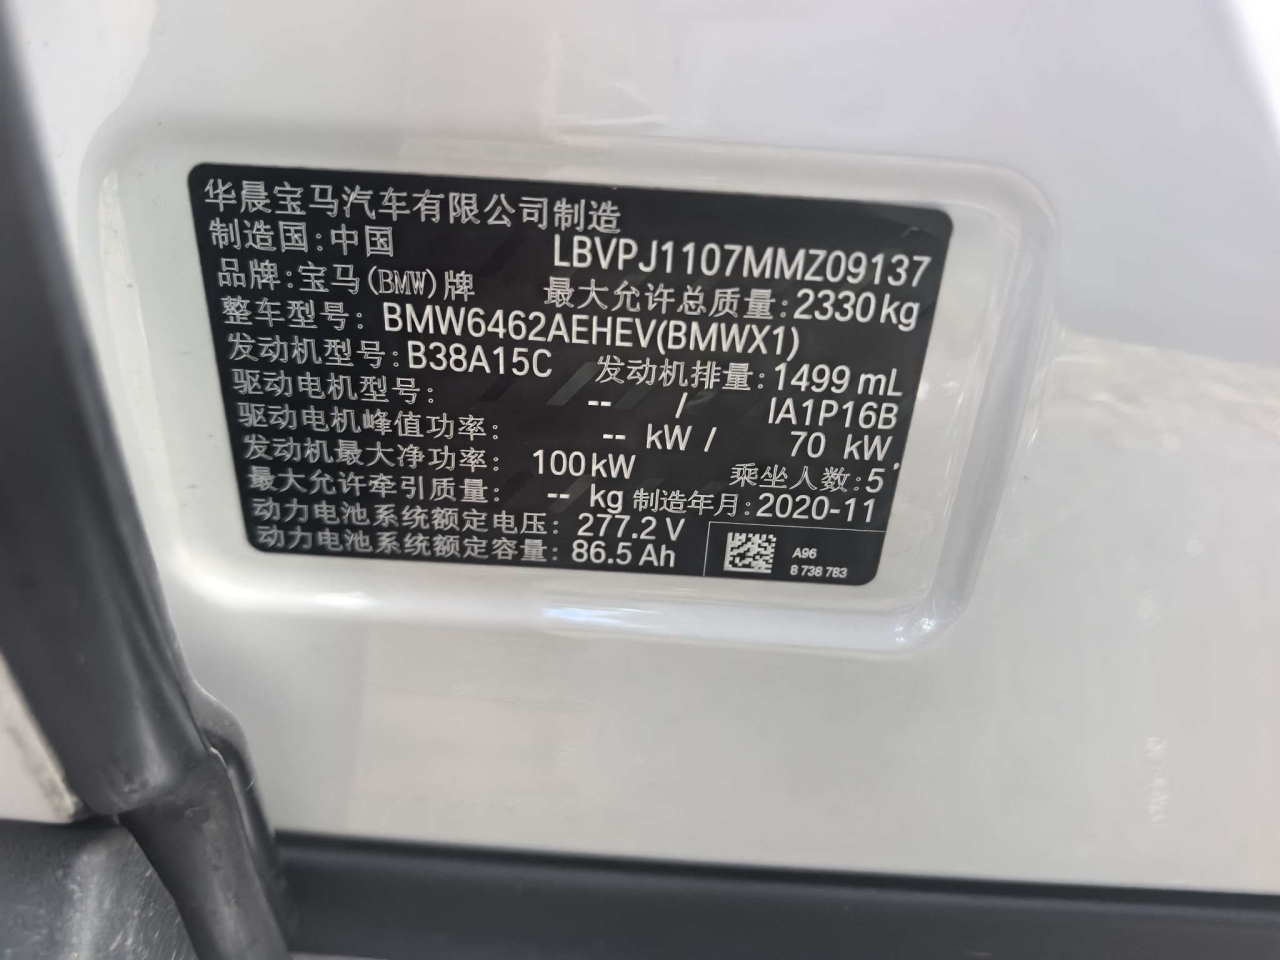 华晨宝马汽车有限公司制造
制造国:中国 LBVPJ1107MMZ09137
品牌:宝马(BMW)牌 最大允许总质量:2330kg
整车型号:BMW6462AEHEV(BMWX1)
发动机型号:B38A15C 发动机排量:1499mL
驱动电机型号: -- / IA1P16B
驱动电机峰值功率: -- kW / 70 kW
发动机最大净功率: 100kW 乘坐人数:5
最大允许牵引质量: -- kg 制造年月:2020-11
动力电池系统额定电压:277.2V
动力电池系统额定容量:86.5Ah
A96
8 738 783